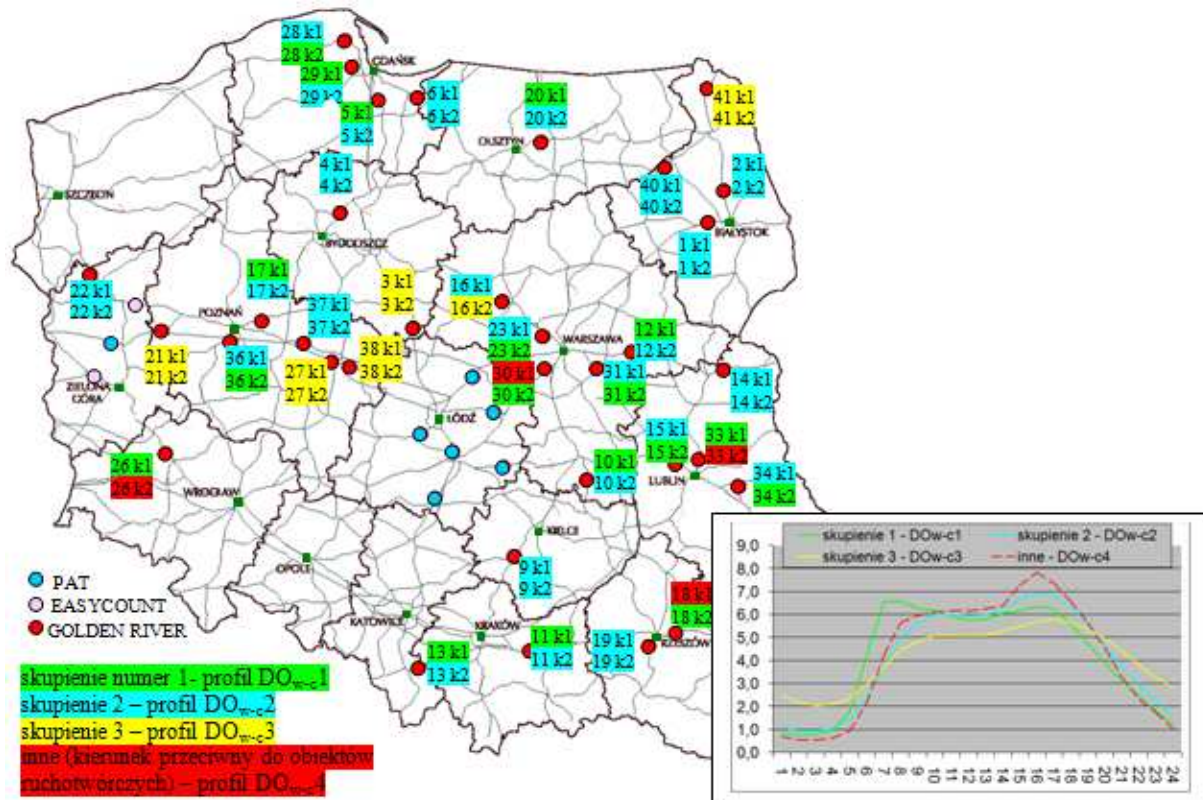 28 k1
28 k2
GDAŃSK
29 k1
29 k2
5 k1
5 k2
6 k1
6 k2
20 k1
20 k2
OLSZTYN
41 k1
41 k2
4 k1
4 k2
40 k1
40 k2
2 k1
2 k2
SZCZECIN
BYDGOSZCZ
BIAŁYSTOK
1 k1
1 k2
22 k1
22 k2
17 k1
17 k2
POZNAŃ
37 k1
37 k2
3 k1
3 k2
16 k1
16 k2
23 k1
23 k2
WARSZAWA
12 k1
12 k2
21 k1
21 k2
36 k1
36 k2
27 k1
27 k2
38 k1
38 k2
30 k1
30 k2
31 k1
31 k2
14 k1
14 k2
ZIELONA
GÓRA
ŁÓDŹ
15 k1
15 k2
33 k1
33 k2
LUBLIN
34 k1
34 k2
26 k1
26 k2
WROCŁAW
10 k1
10 k2
KIELCE
OPOLE
9 k1
9 k2
PAT
EASYCOUNT
GOLDEN RIVER
KATOWICE
KRAKÓW
13 k1
13 k2
11 k1
11 k2
18 k1
18 k2
19 k1
19 k2
RZESZÓW
skupienie numer 1- profil DOw-c1
skupienie 2 – profil DOw-c2
skupienie 3 – profil DOw-c3
inne (kierunek przeciwny do obiektów
ruchotwórczych) – profil DOw-c4
skupienie 1 - DOw-c1
skupienie 2 - DOw-c2
skupienie 3 - DOw-c3
inne - DOw-c4
9,0
8,0
7,0
6,0
5,0
4,0
3,0
2,0
1,0
0,0
1 2 3 4 5 6 7 8 9 10 11 12 13 14 15 16 17 18 19 20 21 22 23 24